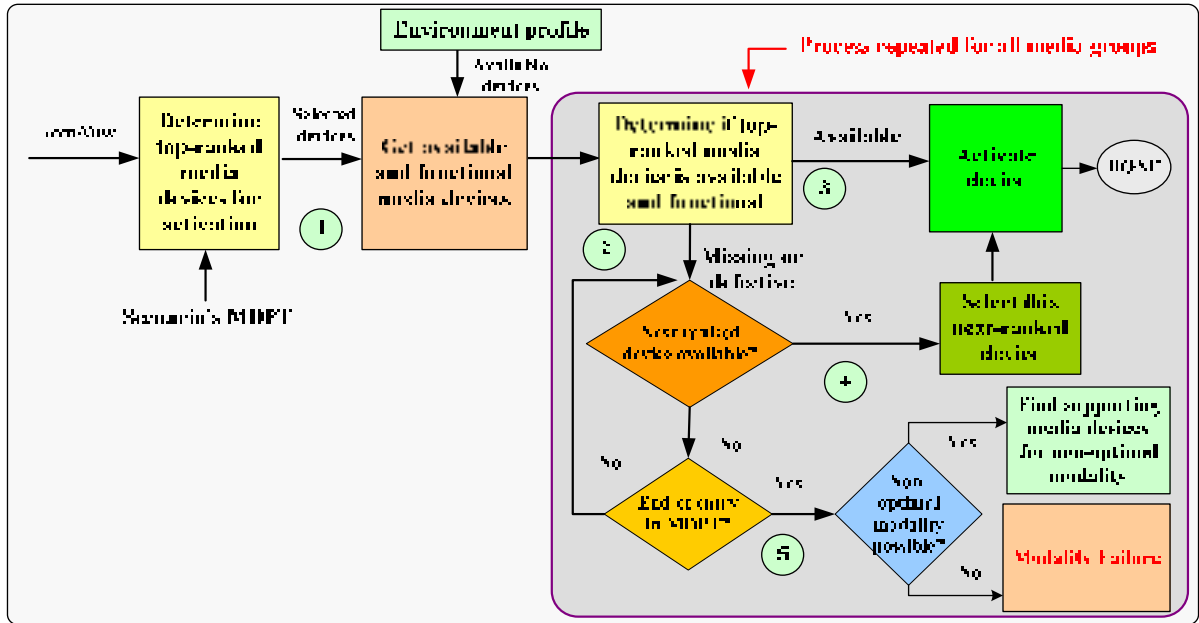 Environment profile
Process repeated for all media groups
Available
devices
Determine
top-ranked
media
devices for
activation
Selected
devices
Get available
and functional
media devices
Determine if top-
ranked media
device is available
and functional
Available
Activate
device
1
2
3
Missing or
defective
Scenario's MDPT
Next-ranked
device available?
Yes
Select this
next-ranked
device
4
No
No
End of entry
in MDPT?
Yes
5
Non-
optimal
modality
possible?
Yes
Find supporting
media devices
for non-optimal
modality
No
Modality Failure